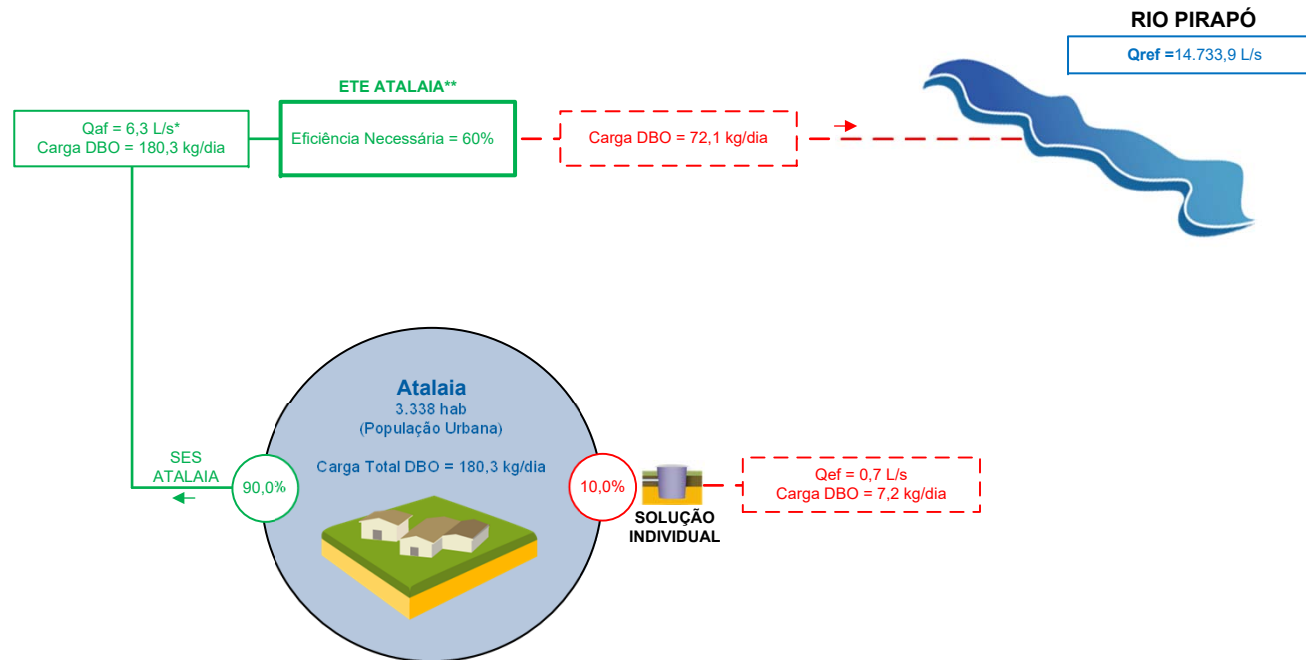 RIO PIRAPÓ
Qref =14.733,9 L/s
ETE ATALAIA**
Qaf = 6,3 L/s*
Carga DBO = 180,3 kg/dia
Eficiência Necessária = 60%
Carga DBO = 72,1 kg/dia
Atalaia
3.338 hab
(População Urbana)
Carga Total DBO = 180,3 kg/dia
SES
ATALAIA
90,0%
10,0%
SOLUÇÃO
INDIVIDUAL
Qef = 0,7 L/s
Carga DBO = 7,2 kg/dia